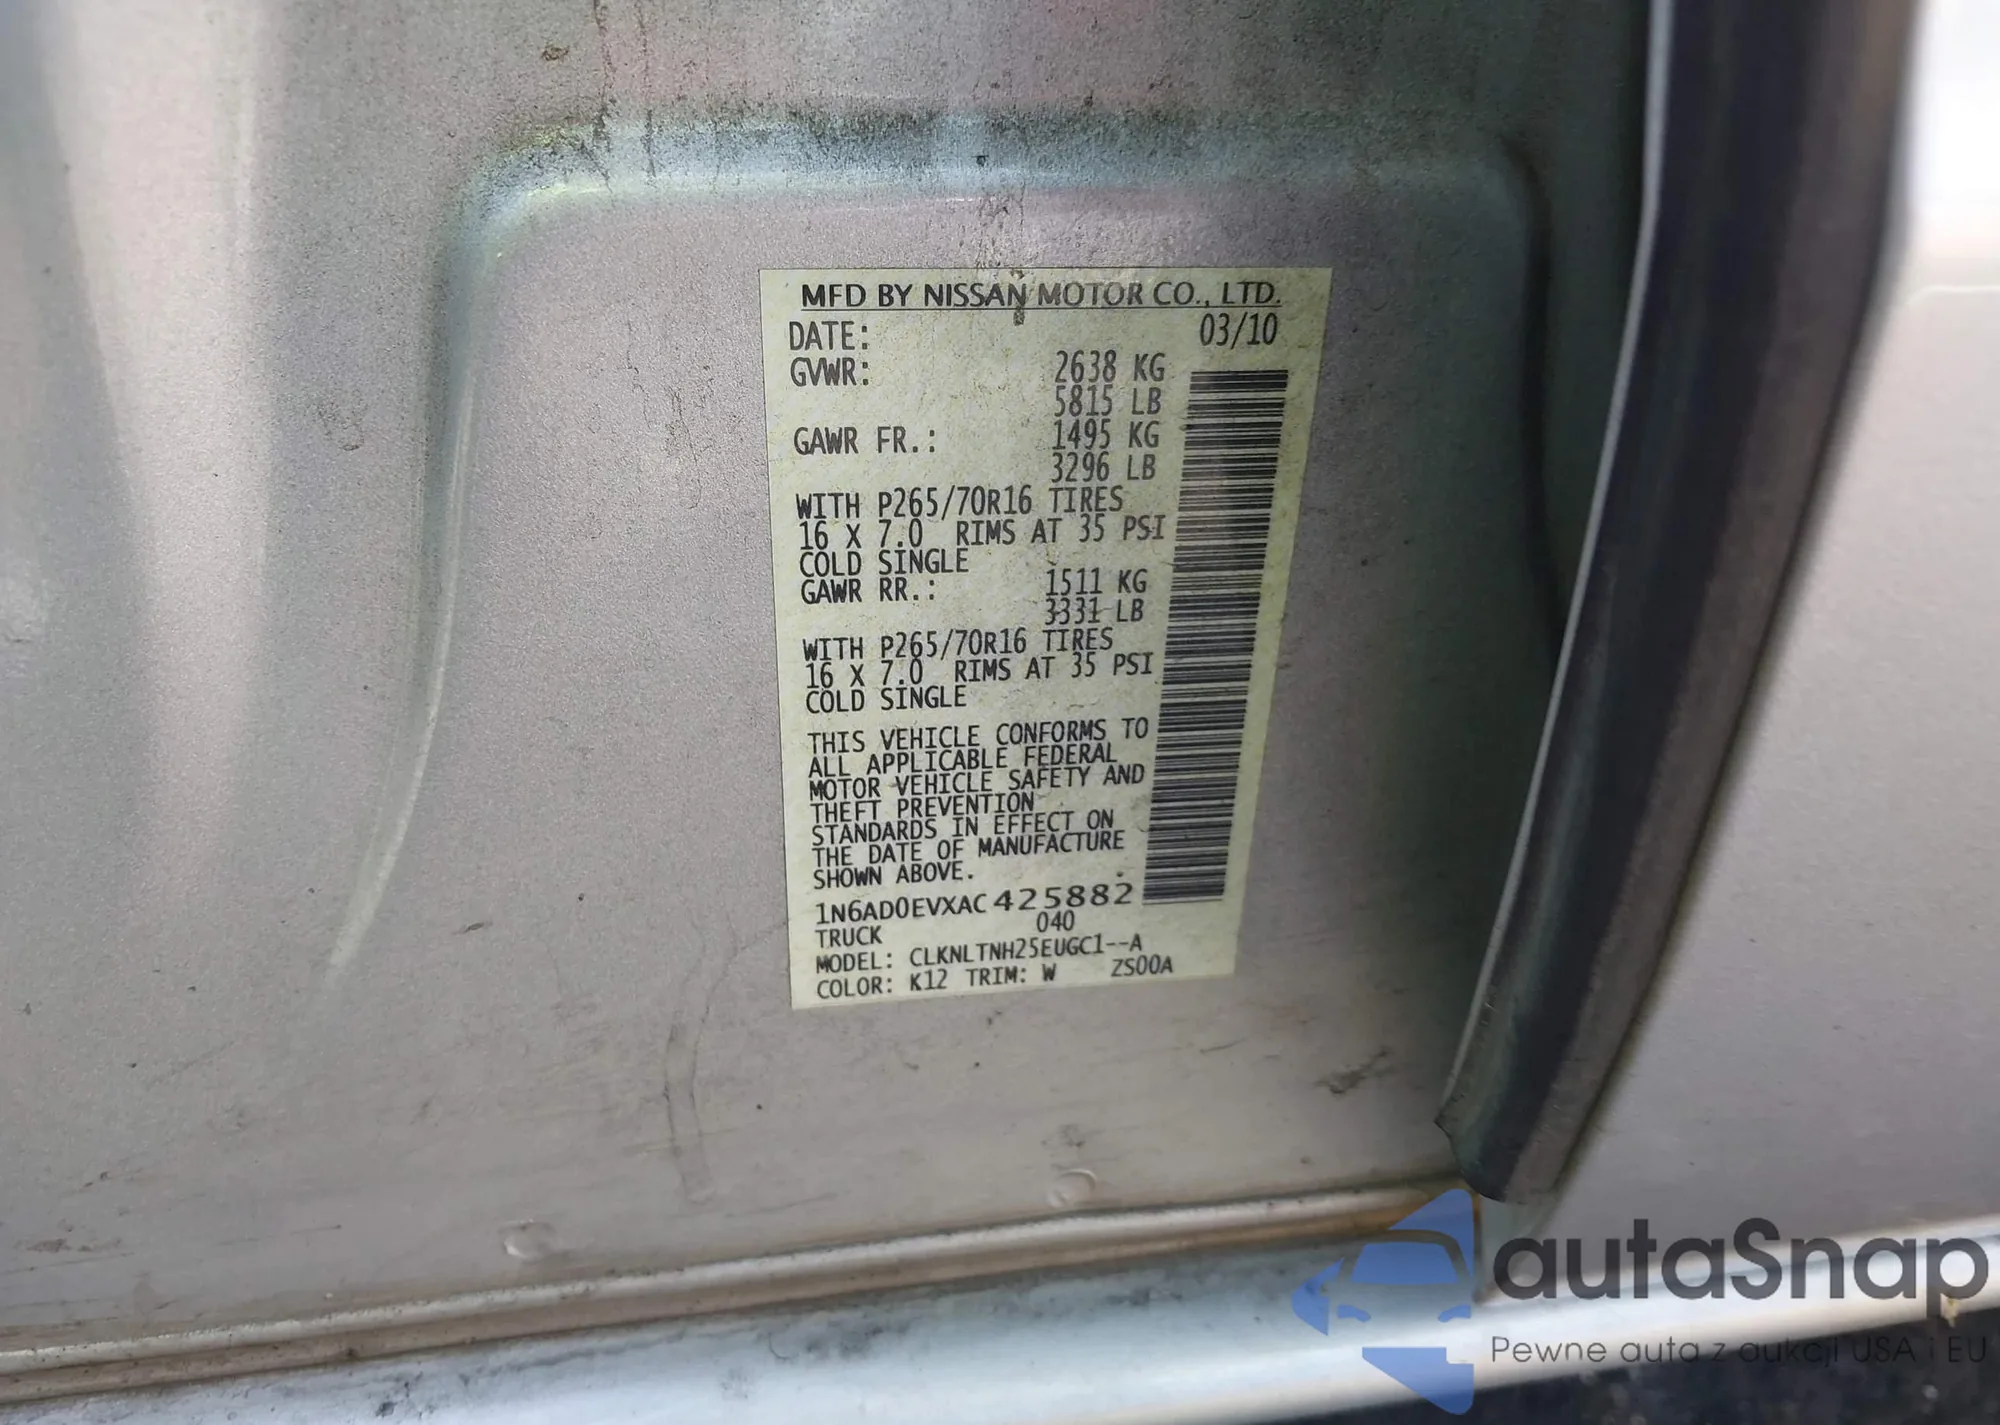 MFD BY NISSAN MOTOR CO., LTD.
DATE: 03/10
GVWR: 2638 KG
5815 LB
GAWR FR.: 1495 KG
3296 LB
WITH P265/70R16 TIRES
16 X 7.0 RIMS AT 35 PSI
COLD SINGLE
GAWR RR.: 1511 KG
3331 LB
WITH P265/70R16 TIRES
16 X 7.0 RIMS AT 35 PSI
COLD SINGLE
THIS VEHICLE CONFORMS TO
ALL APPLICABLE FEDERAL
MOTOR VEHICLE SAFETY AND
THEFT PREVENTION
STANDARDS IN EFFECT ON
THE DATE OF MANUFACTURE
SHOWN ABOVE.
1N6AD0EVXAC425882
TRUCK 040
MODEL: CLKNLTNH25EUGC1--A
COLOR: K12 TRIM: W ZS00A
autaSnap
Pewne auta z aukcji USA i EU